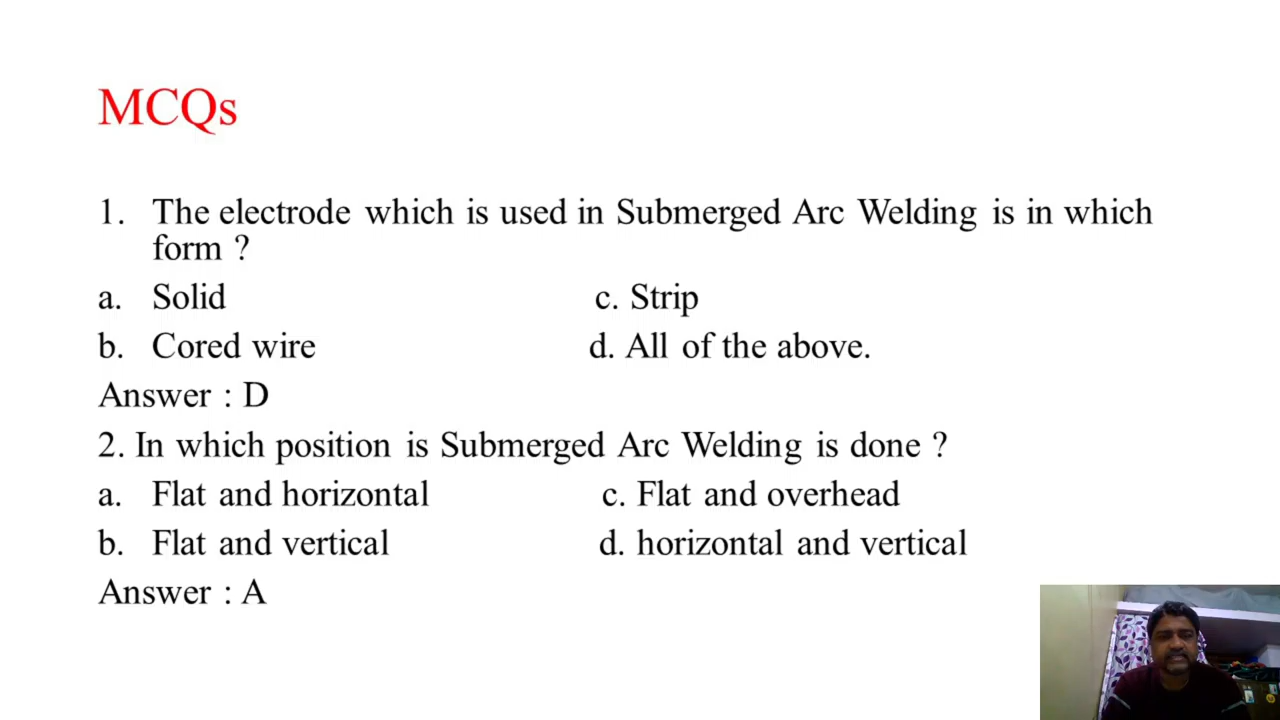 MCQs
1. The electrode which is used in Submerged Arc Welding is in which
form ?
a. Solid c. Strip
b. Cored wire d. All of the above.
Answer : D
2. In which position is Submerged Arc Welding is done ?
a. Flat and horizontal c. Flat and overhead
b. Flat and vertical d. horizontal and vertical
Answer : A